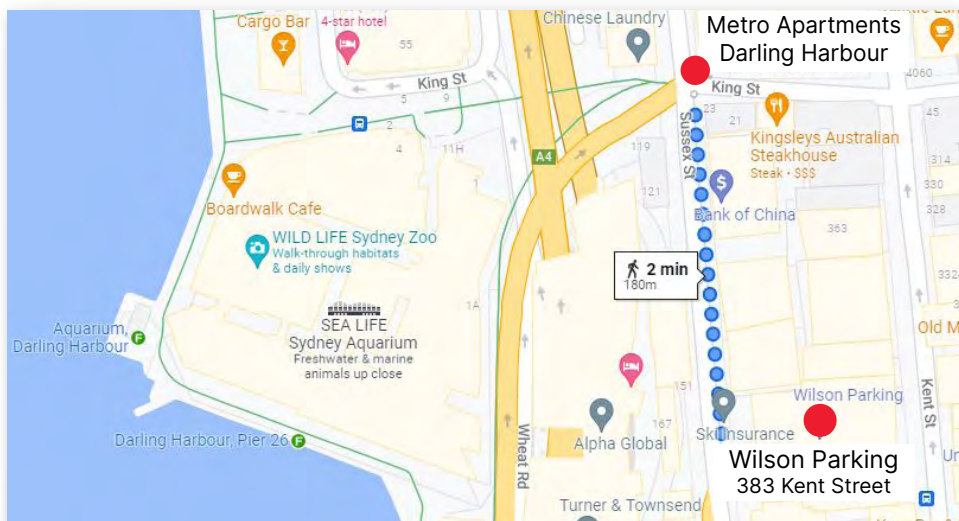 Cargo Bar
4-star hotel
55
Chinese Laundry
Metro Apartments
Darling Harbour
4060
King St
King St
5
9
2
4
11H
23
21
45
119
121
A4
Sussex St
Kingsleys Australian
Steakhouse
Steak • $$$
314
330
328
Boardwalk Cafe
1
$
Bank of China
363
WILD LIFE Sydney Zoo
Walk-through habitats
& daily shows
2 min
180m
332
1A
SEA LIFE
Sydney Aquarium
Freshwater & marine
animals up close
Aquarium,
Darling Harbour
F
Old M
151
Wilson Parking
Kent St
167
Alpha Global
Wheat Rd
Darling Harbour, Pier 26
F
Wilson Parking
383 Kent Street
Un
Turner & Townsend